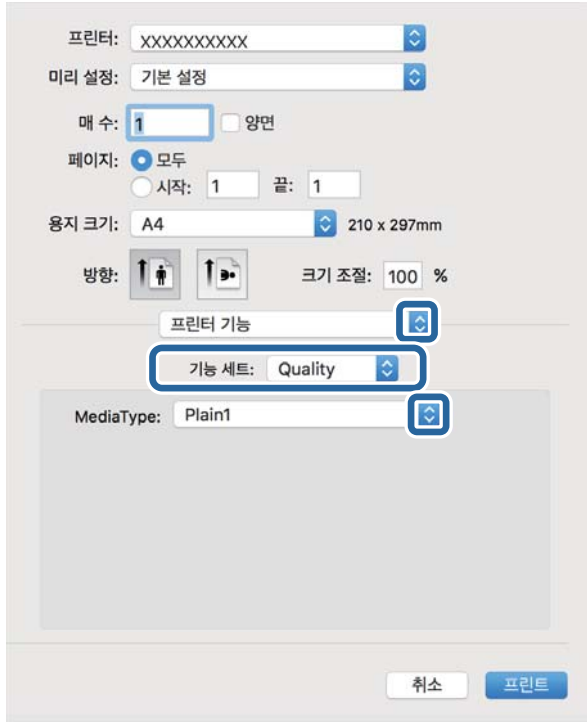 프린터: XXXXXXXXXX
미리 설정: 기본 설정
매 수: 1 양면
페이지: 모두
시작: 1 끝: 1
용지 크기: A4 210 x 297mm
방향: 크기 조절: 100 %
프린터 기능
기능 세트: Quality
MediaType: Plain1
취소 프린트